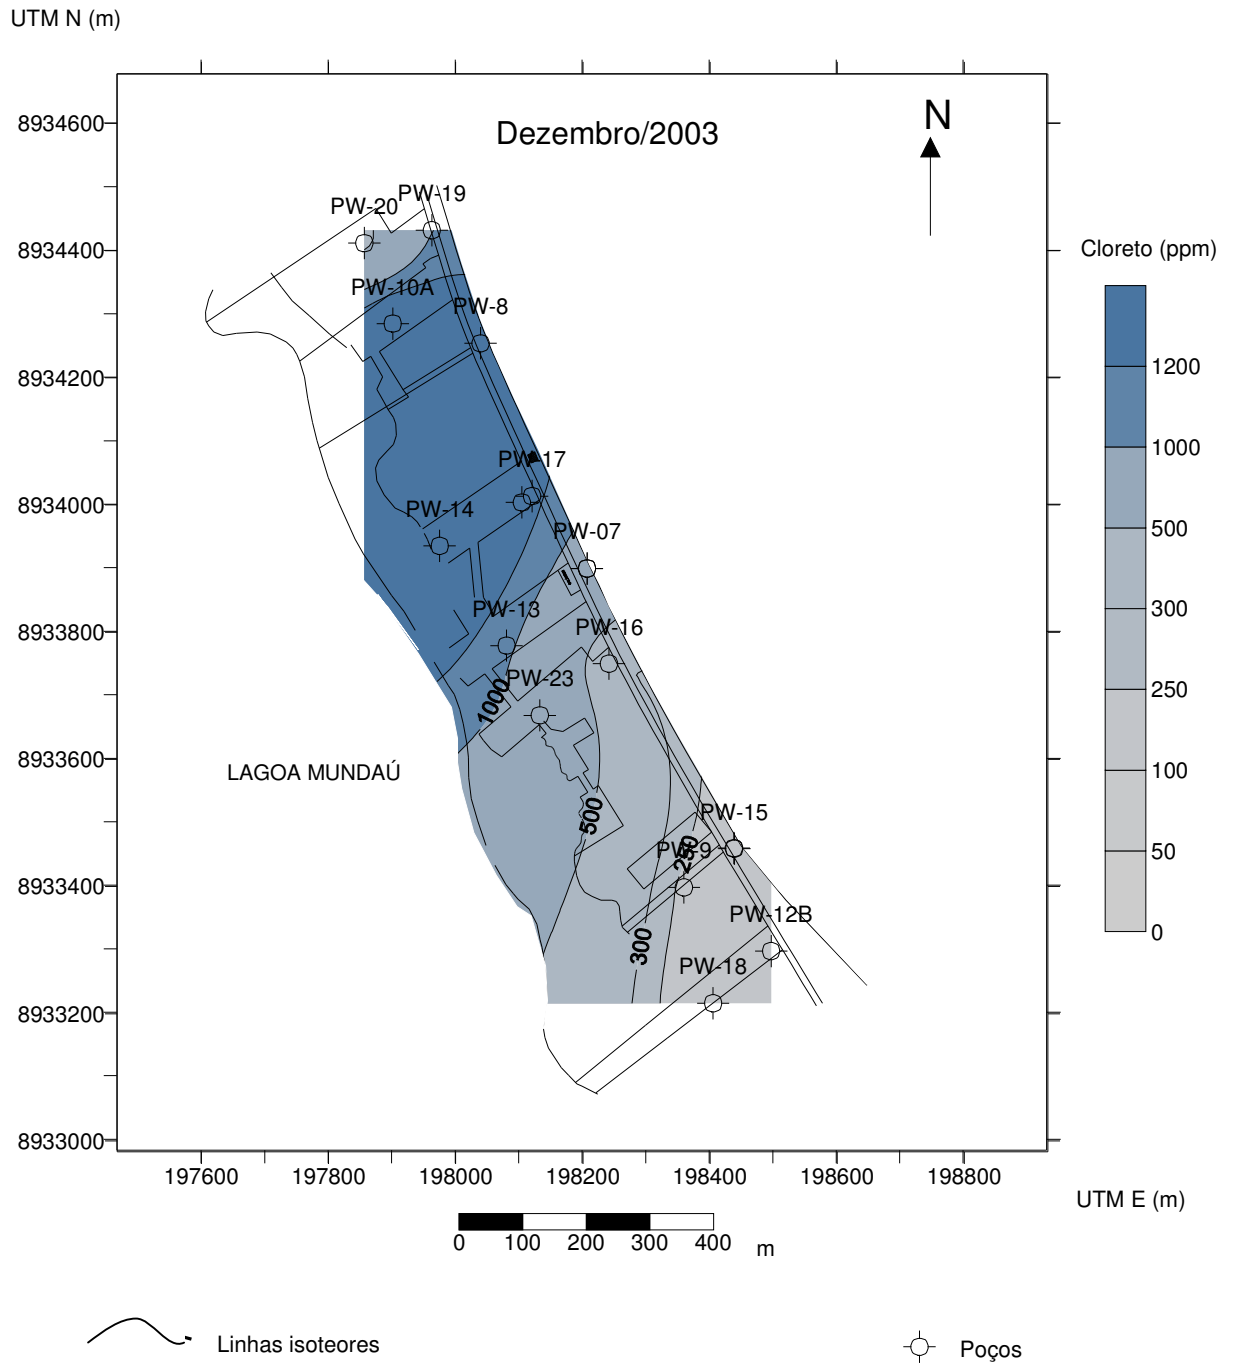 UTM N (m)
8934600
Dezembro/2003
N
PW-19
PW-20
8934400
Cloreto (ppm)
PW-10A
PW-8
8934200
1200
1000
PW-17
8934000
PW-14
500
PW-07
300
8933800
PW-13
PW-16
PW-23
250
1000
8933600
LAGOA MUNDAÚ
100
500
PW-15
250
PW-9
50
8933400
PW-12B
0
300
PW-18
8933200
8933000
197600
197800
198000
198200
198400
198600
198800
UTM E (m)
0 100 200 300 400 m
Linhas isoteores
Poços